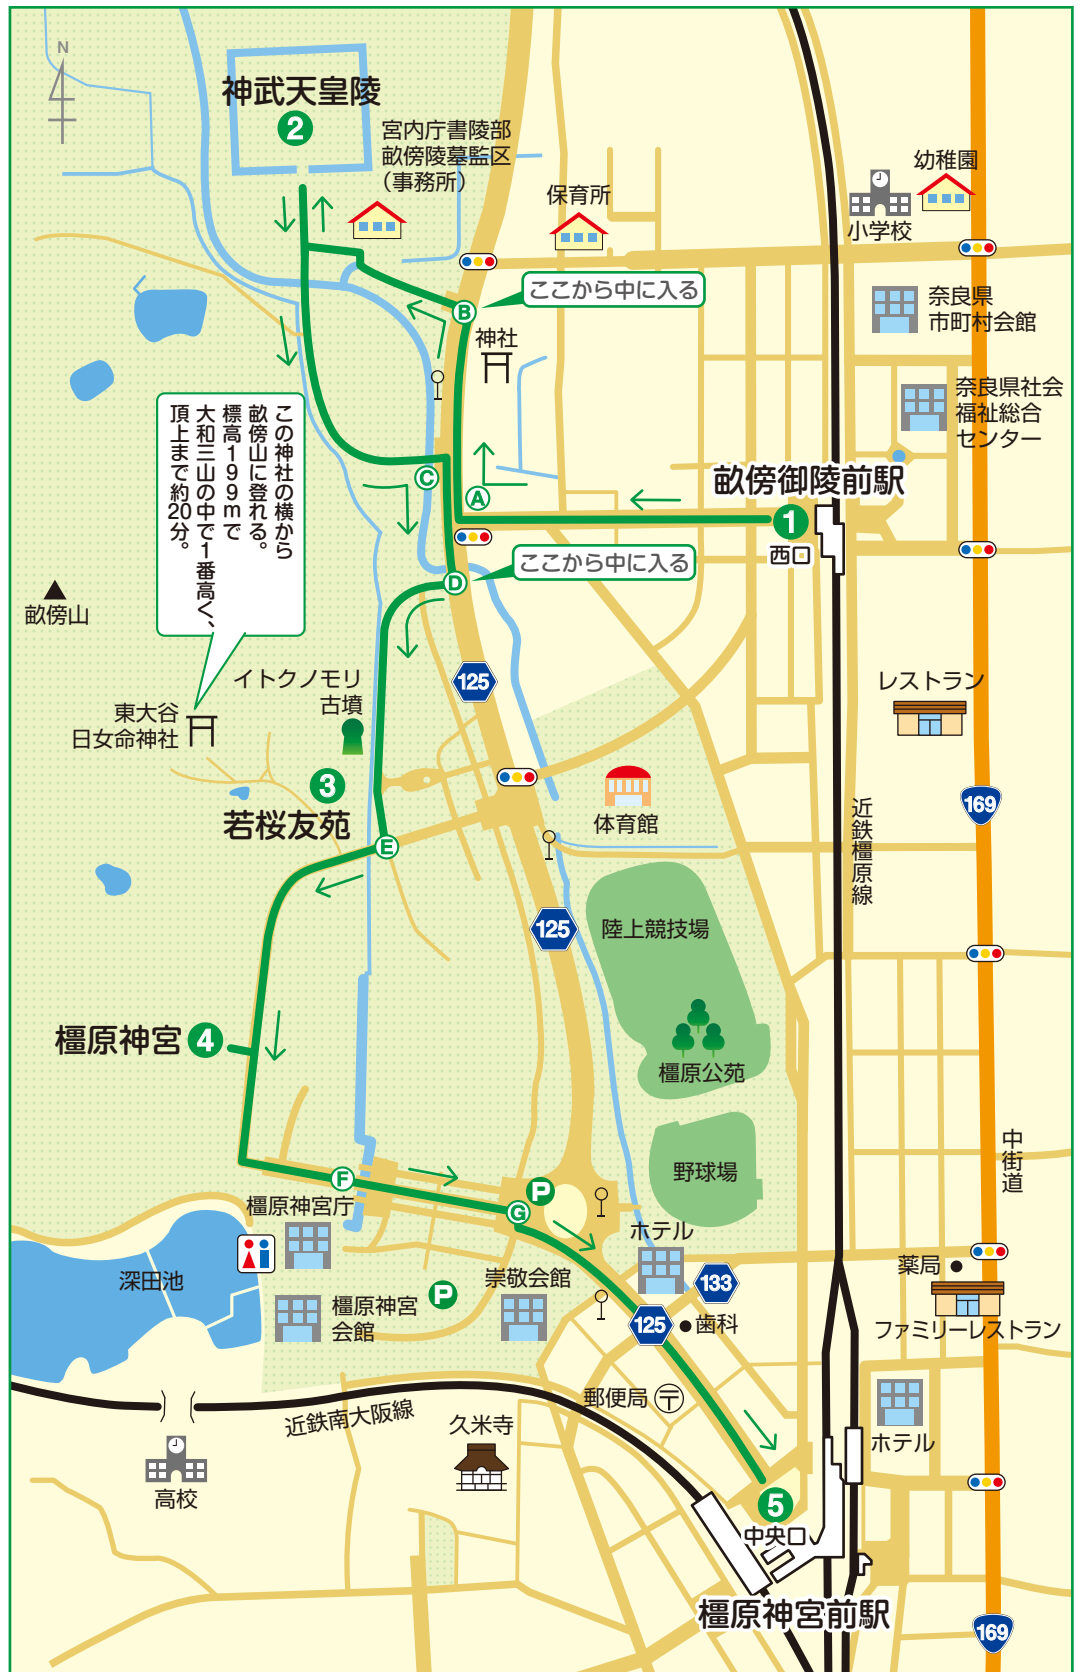 N
神武天皇陵
2
宮内庁書陵部
畝傍陵墓監区
（事務所）
保育所
幼稚園
小学校
ここから中に入る
B
神社
奈良県
市町村会館
奈良県社会
福祉総合
センター
この神社の横から
畝傍山に登れる。
標高199mで
大和三山の中で1番高く、
頂上まで約20分。
C
A
畝傍御陵前駅
1
西口
ここから中に入る
D
畝傍山
125
イトクノモリ
古墳
東大谷
日女命神社
レストラン
3
若桜友苑
体育館
169
近鉄橿原線
E
125
陸上競技場
橿原神宮
4
橿原公苑
中街道
野球場
F
橿原神宮庁
P
G
ホテル
薬局
深田池
崇敬会館
133
P
橿原神宮
会館
125
歯科
ファミリーレストラン
郵便局
〒
近鉄南大阪線
久米寺
ホテル
高校
5
中央口
橿原神宮前駅
169